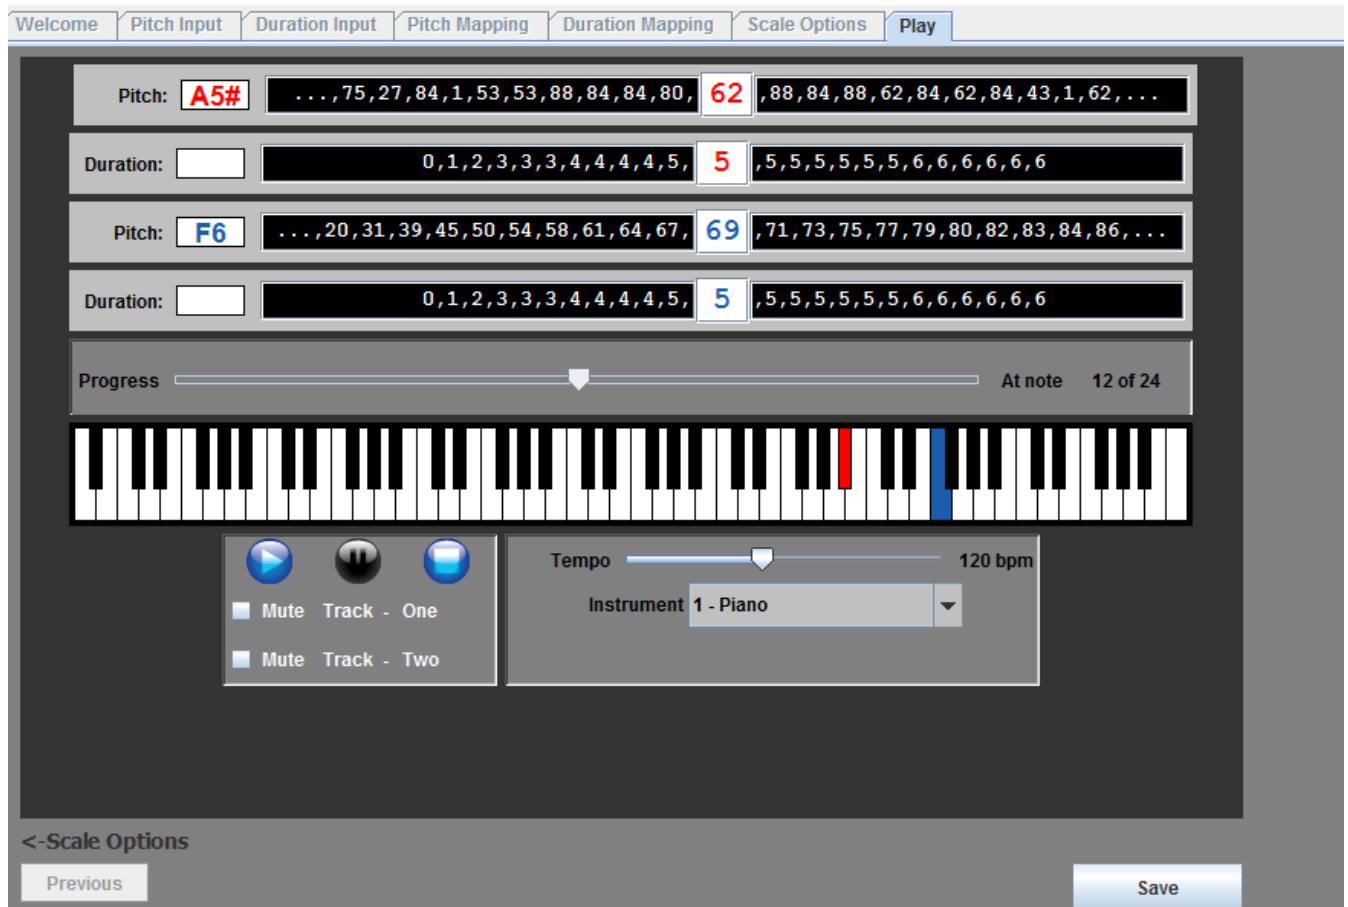 Welcome Pitch Input Duration Input Pitch Mapping Duration Mapping Scale Options Play
Pitch: A5# ...,75,27,84,1,53,53,88,84,84,80, 62 ,88,84,88,62,84,62,84,43,1,62,...
Duration: 0,1,2,3,3,3,4,4,4,4,5, 5 ,5,5,5,5,5,5,6,6,6,6,6,6
Pitch: F6 ...,20,31,39,45,50,54,58,61,64,67, 69 ,71,73,75,77,79,80,82,83,84,86,...
Duration: 0,1,2,3,3,3,4,4,4,4,5, 5 ,5,5,5,5,5,5,6,6,6,6,6,6
Progress At note 12 of 24
Tempo 120 bpm
Instrument 1 - Piano
Mute Track - One
Mute Track - Two
<-Scale Options
Previous Save